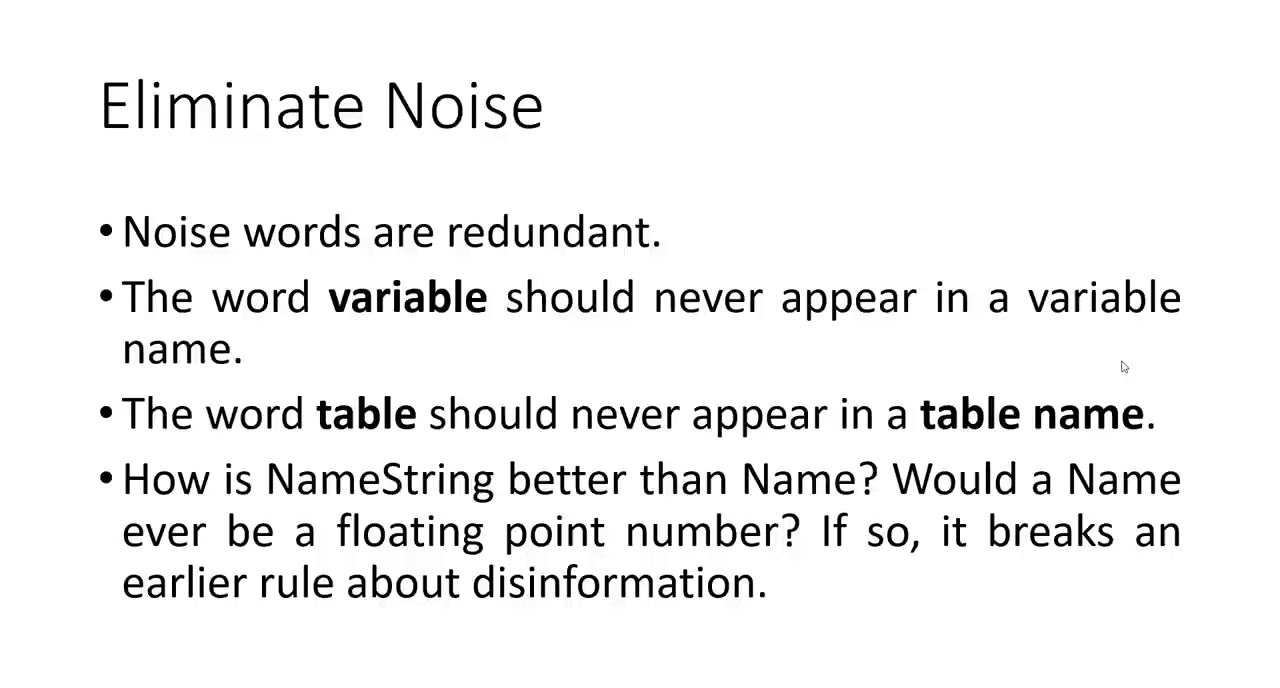 Eliminate Noise
• Noise words are redundant.
• The word variable should never appear in a variable
name.
• The word table should never appear in a table name.
• How is NameString better than Name? Would a Name
ever be a floating point number? If so, it breaks an
earlier rule about disinformation.